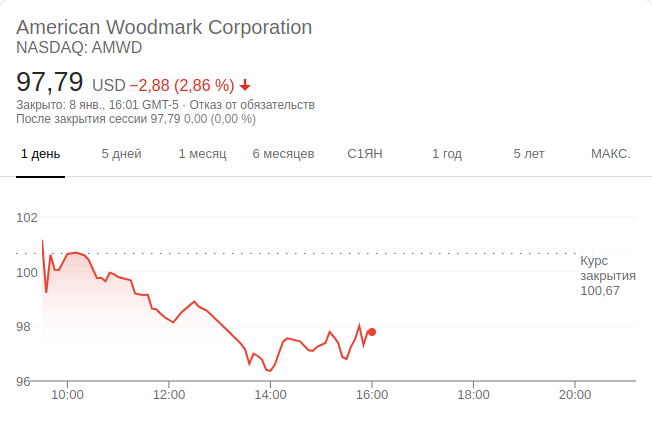 American Woodmark Corporation
NASDAQ: AMWD
97,79 USD −2,88 (2,86 %)
Закрыто: 8 янв., 16:01 GMT-5 · Отказ от обязательств
После закрытия сессии 97,79 0,00 (0,00 %)
1 день 5 дней 1 месяц 6 месяцев С1ЯН 1 год 5 лет МАКС.
102
100
98
96
Курс
закрытия
100,67
10:00 12:00 14:00 16:00 18:00 20:00